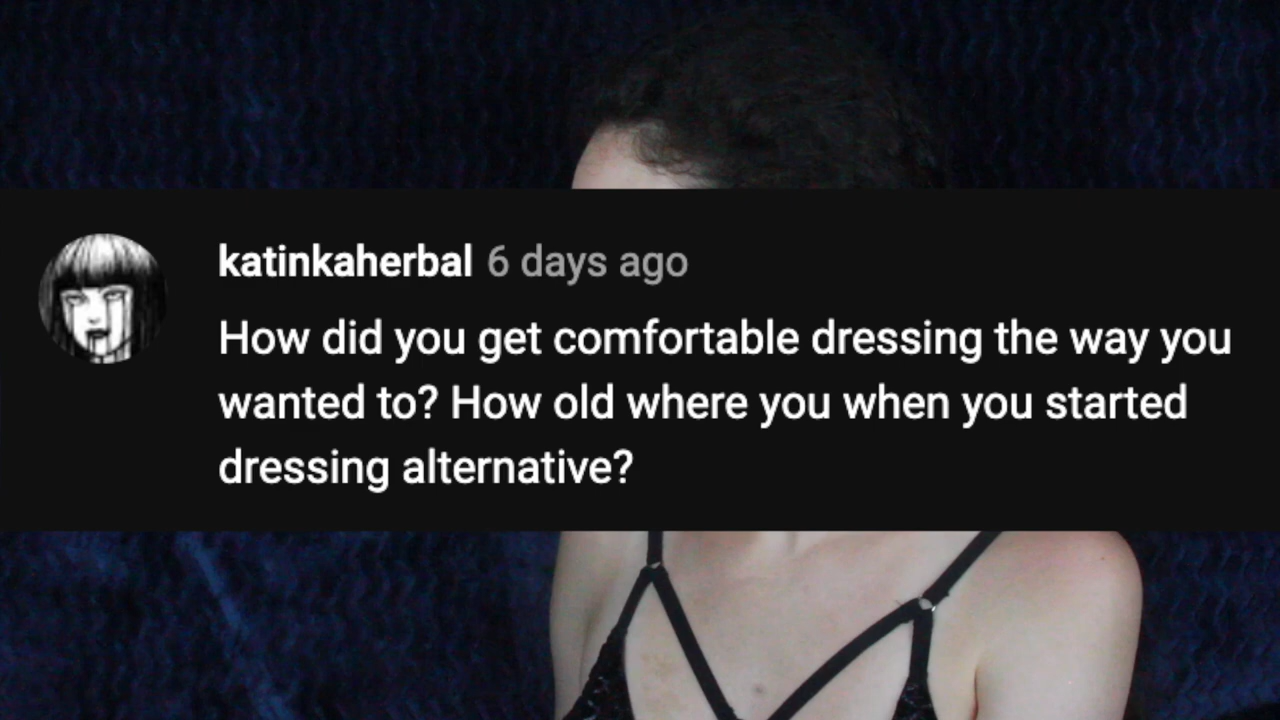 katinkaherbal 6 days ago
How did you get comfortable dressing the way you
wanted to? How old where you when you started
dressing alternative?